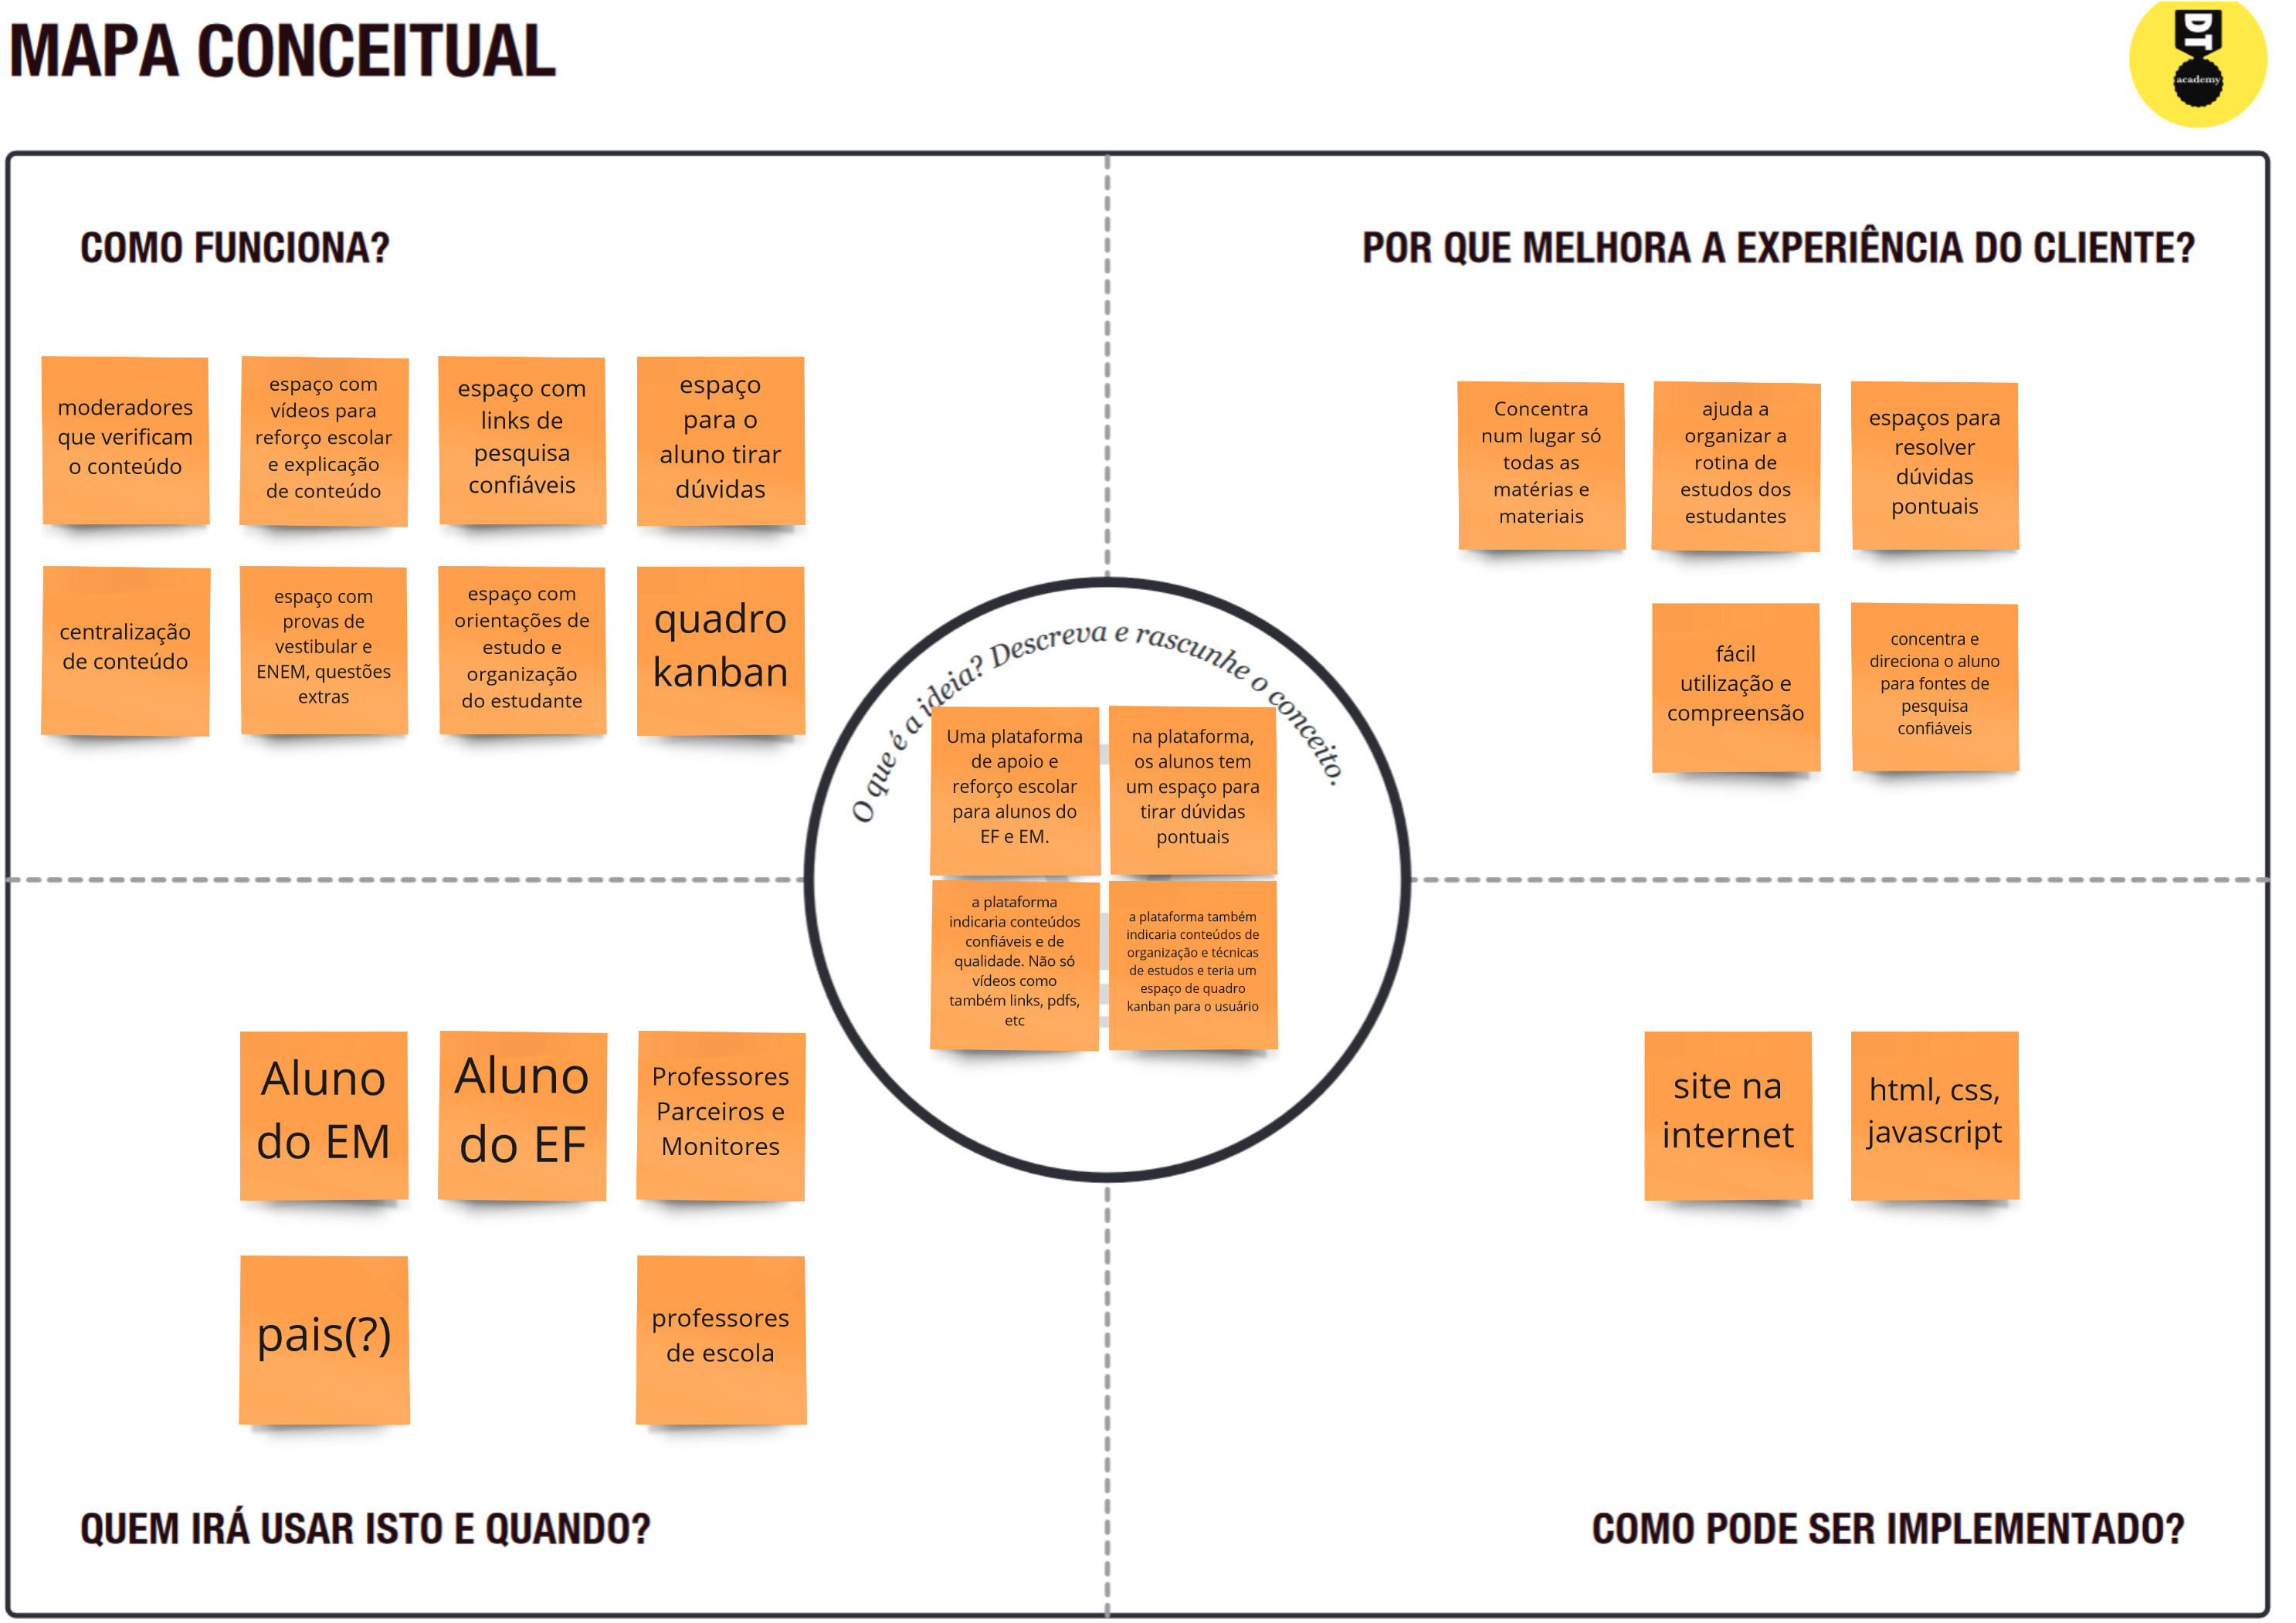 MAPA CONCEITUAL
DT
academy
COMO FUNCIONA?
moderadores
que verificam
o conteúdo
espaço com
vídeos para
reforço escolar
e explicação
de conteúdo
espaço com
links de
pesquisa
confiáveis
espaço
para o
aluno tirar
dúvidas
centralização
de conteúdo
espaço com
provas de
vestibular e
ENEM, questões
extras
espaço com
orientações de
estudo e
organização
do estudante
quadro
kanban
POR QUE MELHORA A EXPERIÊNCIA DO CLIENTE?
Concentra
num lugar só
todas as
matérias e
materiais
ajuda a
organizar a
rotina de
estudos dos
estudantes
espaços para
resolver
dúvidas
pontuais
fácil
utilização e
compreensão
concentra e
direciona o aluno
para fontes de
pesquisa
confiáveis
O que é a ideia? Descreva e rascunhe o conceito.
Uma plataforma
de apoio e
reforço escolar
para alunos do
EF e EM.
na plataforma,
os alunos tem
um espaço para
tirar dúvidas
pontuais
a plataforma
indicaria conteúdos
confiáveis e de
qualidade. Não só
vídeos como
também links, pdfs,
etc
a plataforma também
indicaria conteúdos de
organização e técnicas
de estudos e teria um
espaço de quadro
kanban para o usuário
Aluno
do EM
Aluno
do EF
Professores
Parceiros e
Monitores
pais(?)
professores
de escola
QUEM IRÁ USAR ISTO E QUANDO?
site na
internet
html, css,
javascript
COMO PODE SER IMPLEMENTADO?